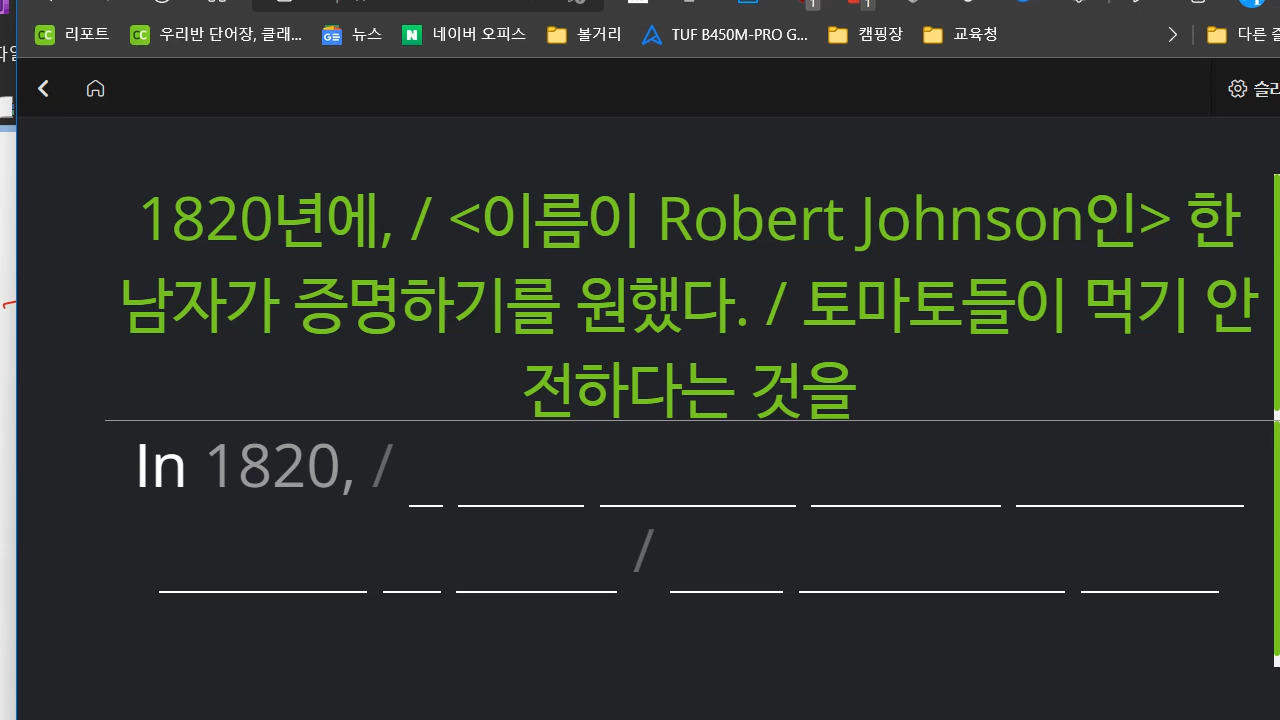 리포트 우리반 단어장, 클래... 뉴스 네이버 오피스 볼거리 TUF B450M-PRO G... 캠핑장 교육청
1820년에, / <이름이 Robert Johnson인> 한
남자가 증명하기를 원했다. / 토마토들이 먹기 안
전하다는 것을
In 1820, /
/